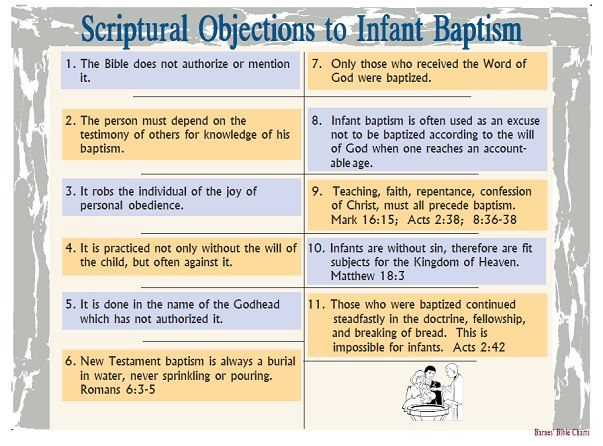 Scriptural Objections to Infant Baptism
1. The Bible does not authorize or mention
it.
2. The person must depend on the
testimony of others for knowledge of his
baptism.
3. It robs the individual of the joy of
personal obedience.
4. It is practiced not only without the will of
the child, but often against it.
5. It is done in the name of the Godhead
which has not authorized it.
6. New Testament baptism is always a burial
in water, never sprinkling or pouring.
Romans 6:3-5
7. Only those who received the Word of
God were baptized.
8. Infant baptism is often used as an excuse
not to be baptized according to the will
of God when one reaches an account-
able age.
9. Teaching, faith, repentance, confession
of Christ, must all precede baptism.
Mark 16:15; Acts 2:38; 8:36-38
10. Infants are without sin, therefore are fit
subjects for the Kingdom of Heaven.
Matthew 18:3
11. Those who were baptized continued
steadfastly in the doctrine, fellowship,
and breaking of bread. This is
impossible for infants. Acts 2:42
Barnes' Bible Charts